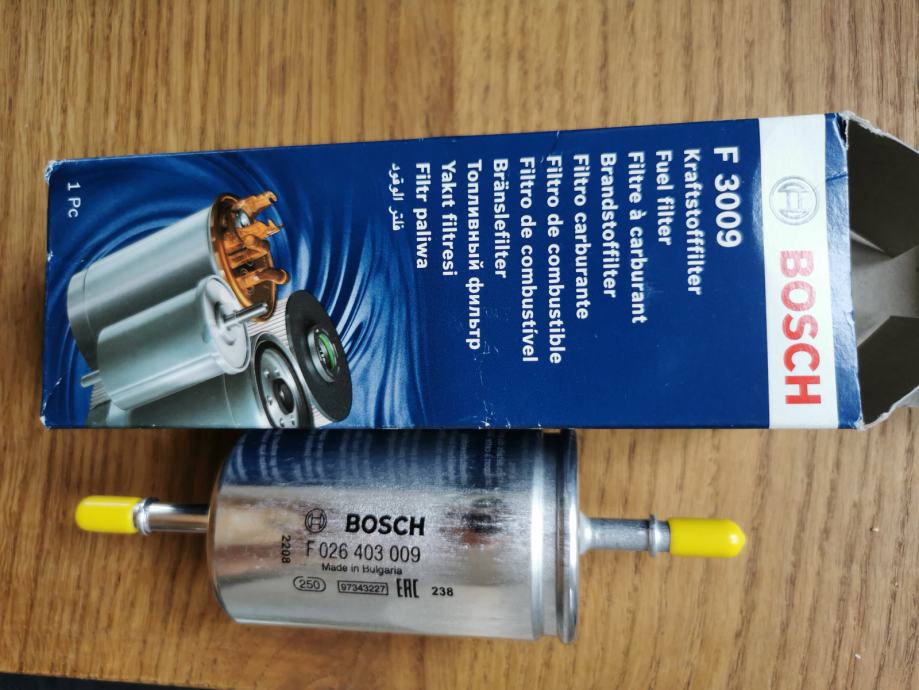 BOSCH
F 3009
Kraftstofffilter
Fuel filter
Filtre à carburant
Brandstoffilter
Filtro carburante
Filtro de combustible
Filtro de combustível
Bränslefilter
Топливный фильтр
Yakıt filtresi
Filtr paliwa
فلتر الوقود
1 Pc
BOSCH
F 026 403 009
Made in Bulgaria
2208
250
97343227
EAC
238